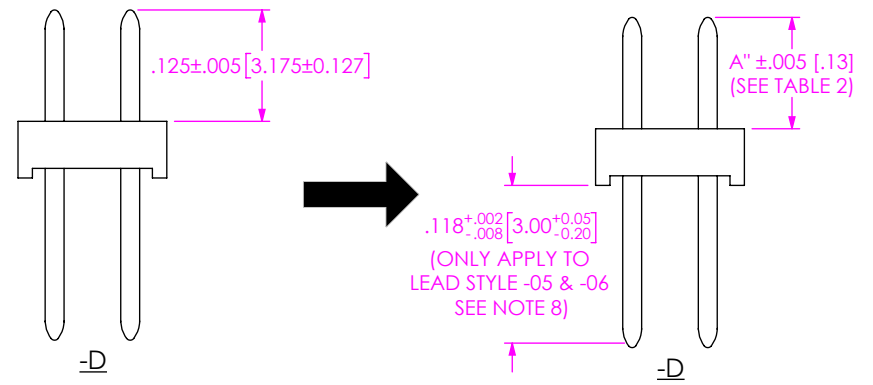 .125±.005[3.175±0.127]
-D
A" ±.005 [.13]
(SEE TABLE 2)
.118+.002 -.008[3.00+0.05 -0.20]
(ONLY APPLY TO
LEAD STYLE -05 & -06
SEE NOTE 8)
-D